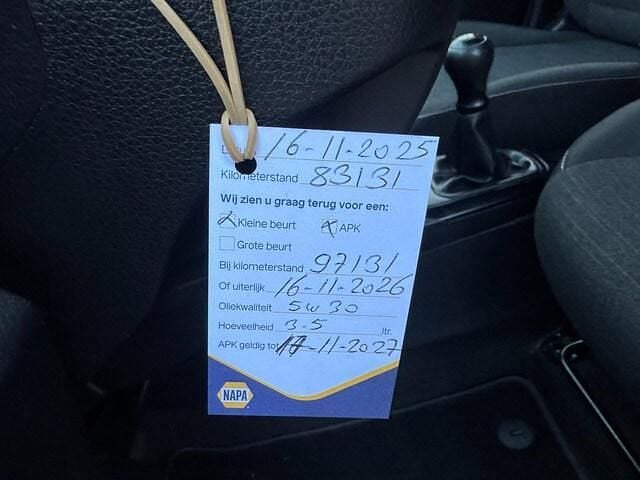 16-11-2025
Kilometerstand 83131
Wij zien u graag terug voor een:
Kleine beurt APK
Grote beurt
Bij kilometerstand 97131
Of uiterlijk 16-11-2026
Oliekwaliteit 5w30
Hoeveelheid 3.5 ltr.
APK geldig tot 17-11-2027
NAPA